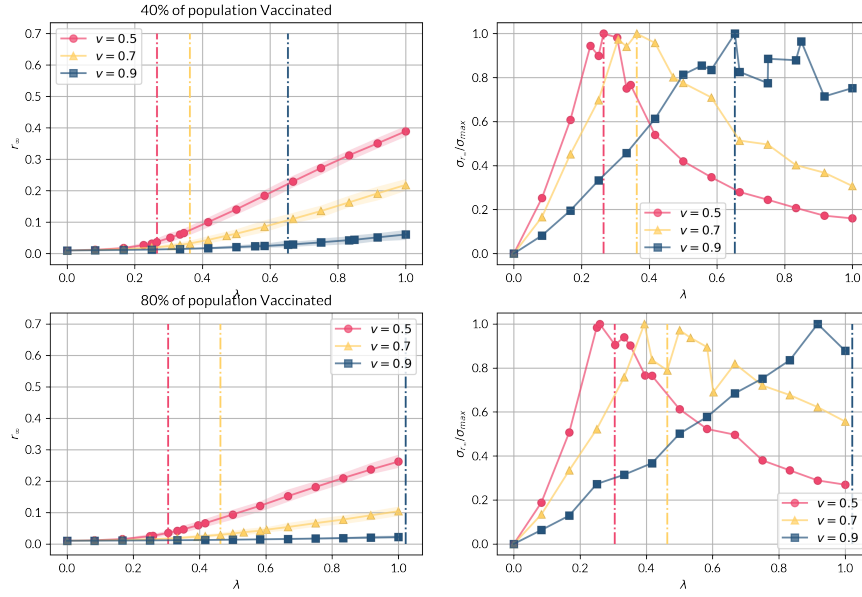 40% of population Vaccinated
0.7
0.6
0.5
0.4
0.3
0.2
0.1
0.0
r∞
v = 0.5
v = 0.7
v = 0.9
0.0 0.2 0.4 0.6 0.8 1.0
λ
1.0
0.8
0.6
0.4
0.2
0.0
σr∞/σmax
v = 0.5
v = 0.7
v = 0.9
0.0 0.2 0.4 0.6 0.8 1.0
λ
80% of population Vaccinated
0.7
0.6
0.5
0.4
0.3
0.2
0.1
0.0
r∞
v = 0.5
v = 0.7
v = 0.9
0.0 0.2 0.4 0.6 0.8 1.0
λ
1.0
0.8
0.6
0.4
0.2
0.0
σr∞/σmax
v = 0.5
v = 0.7
v = 0.9
0.0 0.2 0.4 0.6 0.8 1.0
λ